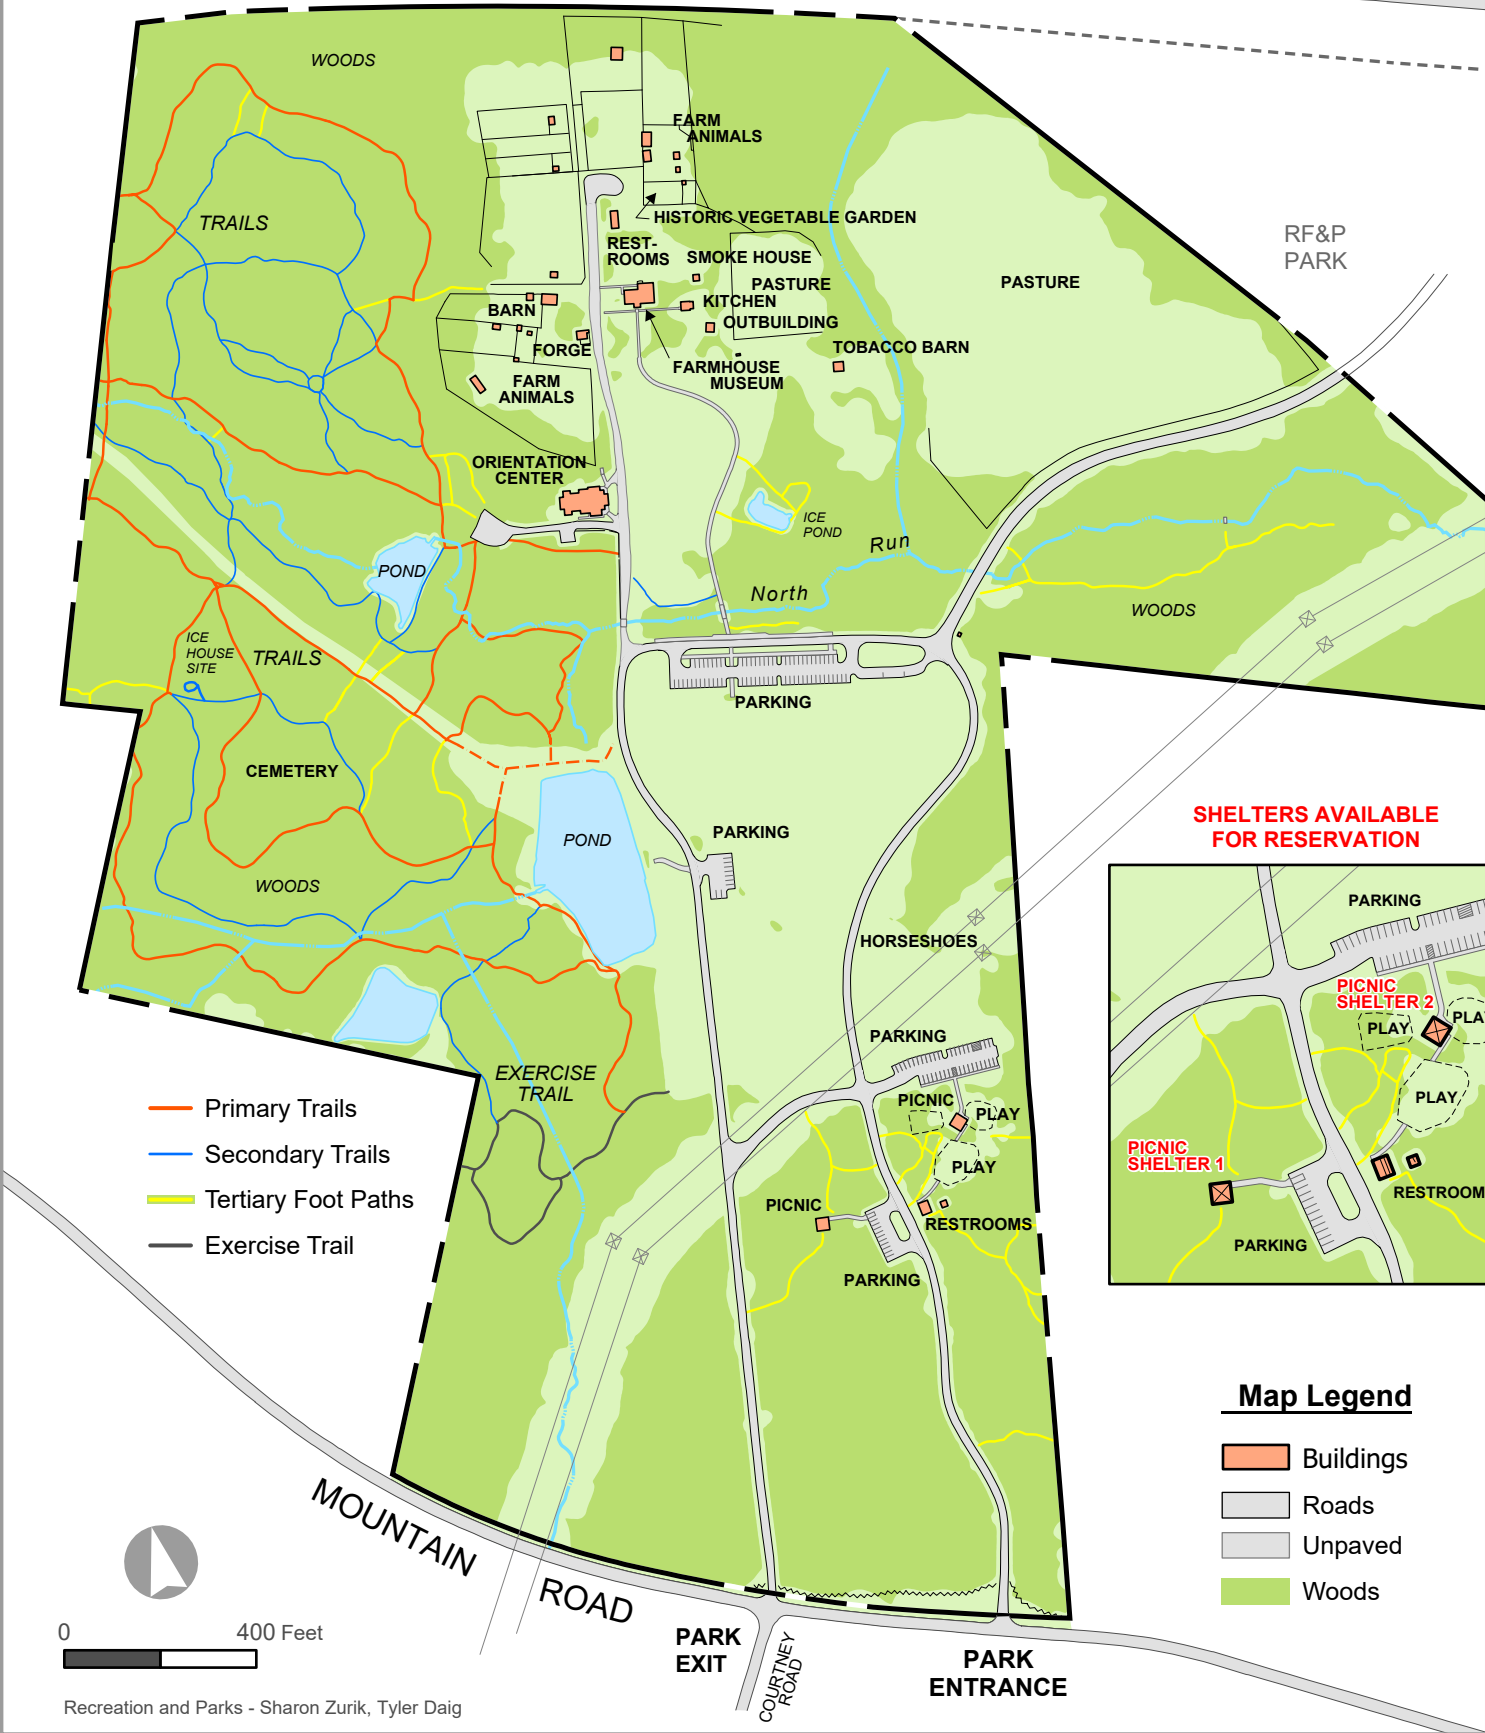 WOODS
FARM
ANIMALS
TRAILS
HISTORIC VEGETABLE GARDEN
REST-
ROOMS
SMOKE HOUSE
PASTURE
PASTURE
RF&P
PARK
KITCHEN
BARN
OUTBUILDING
FORGE
TOBACCO BARN
FARMHOUSE
MUSEUM
FARM
ANIMALS
ORIENTATION
CENTER
ICE
POND
Run
North
POND
WOODS
ICE
HOUSE
SITE
TRAILS
PARKING
CEMETERY
PARKING
POND
WOODS
HORSESHOES
SHELTERS AVAILABLE
FOR RESERVATION
PARKING
PICNIC
SHELTER 2
PLAY
PLA
PLAY
PICNIC
SHELTER 1
RESTROOM
PARKING
PARKING
EXERCISE
TRAIL
PICNIC
PLAY
PLAY
PICNIC
RESTROOMS
PARKING
Primary Trails
Secondary Trails
Tertiary Foot Paths
Exercise Trail
Map Legend
Buildings
Roads
Unpaved
Woods
MOUNTAIN ROAD
0 400 Feet
PARK
EXIT
COURTNEY
ROAD
PARK
ENTRANCE
Recreation and Parks - Sharon Zurik, Tyler Daig